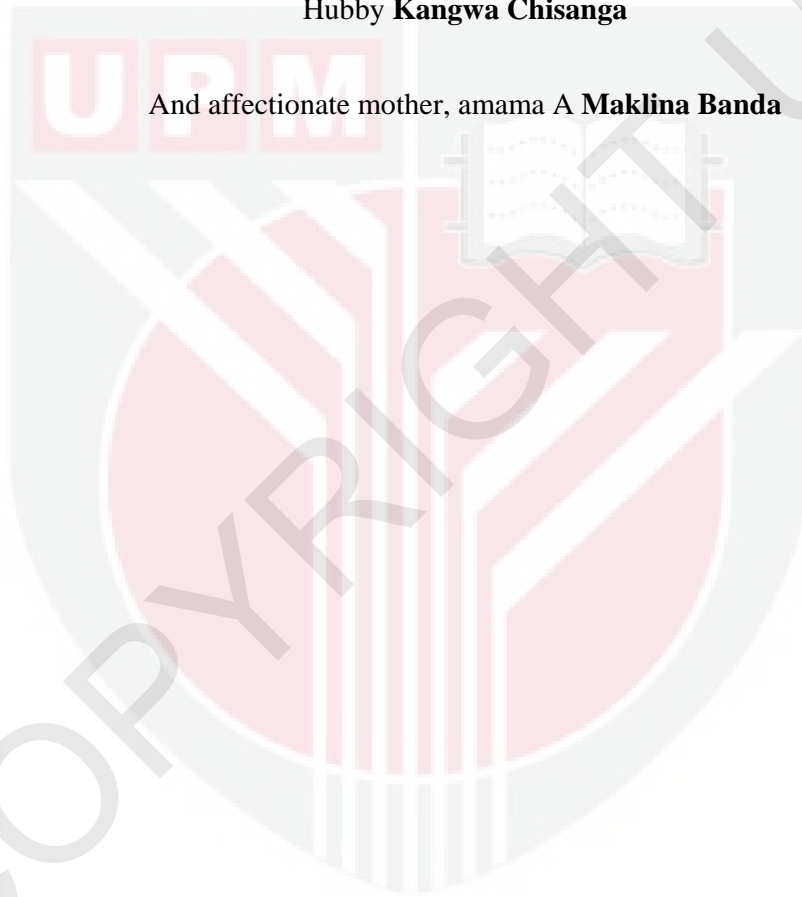 Hubby Kangwa Chisanga
UPM
And affectionate mother, amama A Maklina Banda
COPYRIGHT U